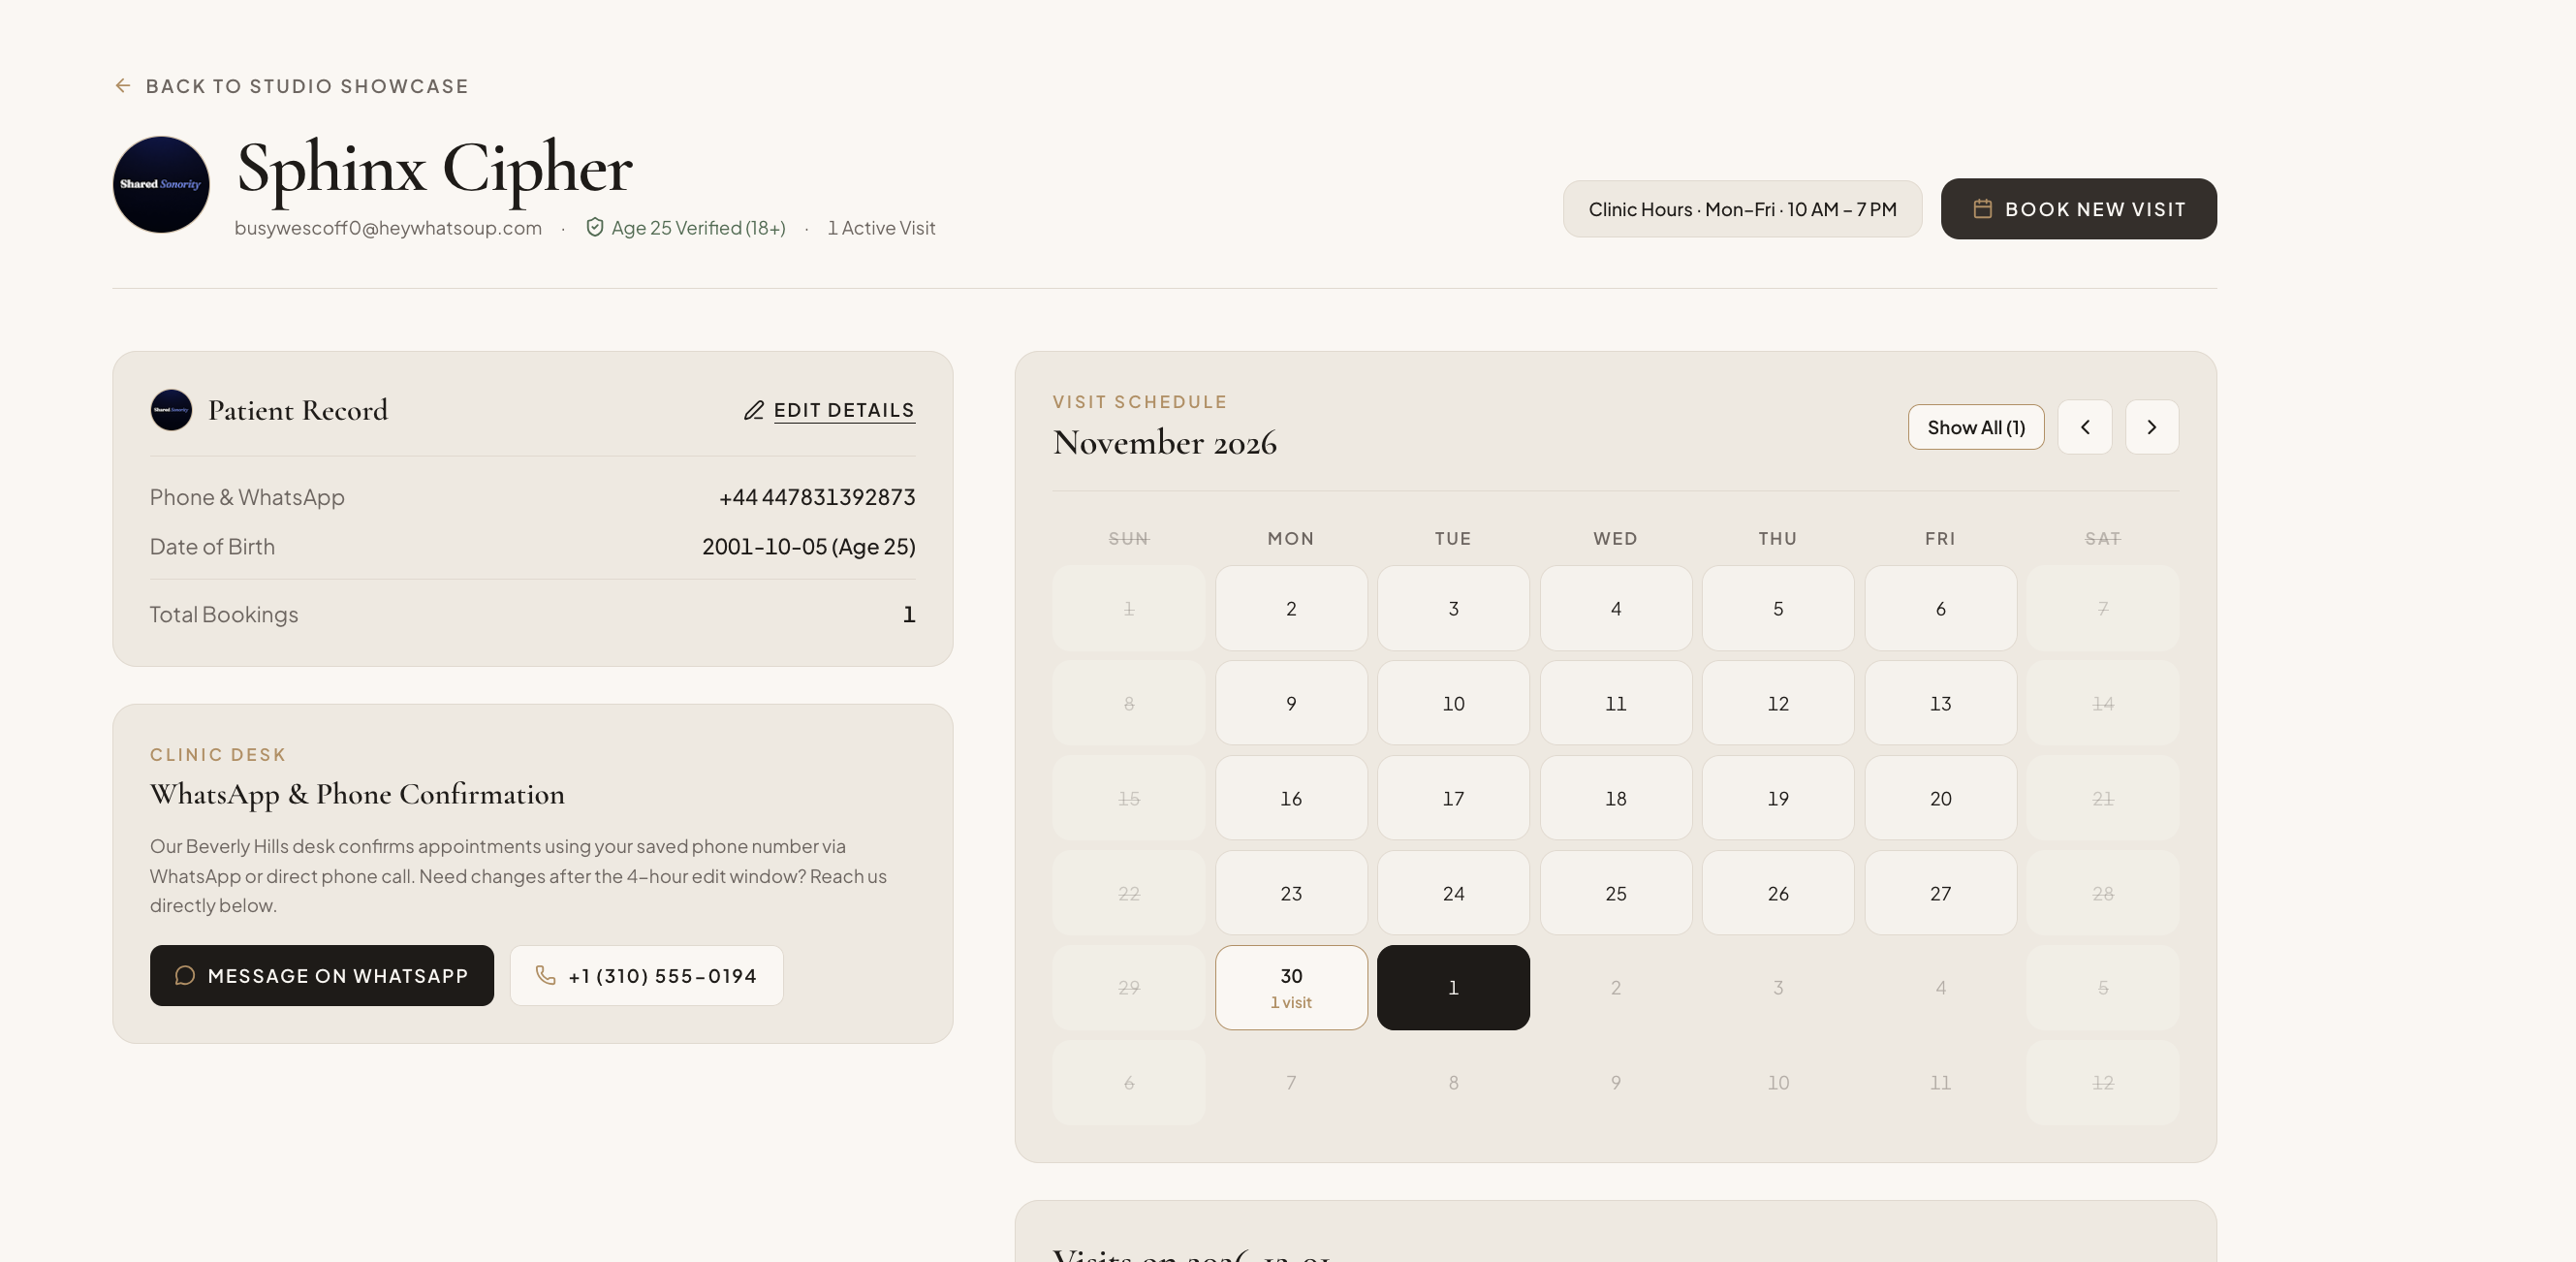 BACK TO STUDIO SHOWCASE
Shared Sonority
Sphinx Cipher
busywescoff0@heywhatsoup.com · Age 25 Verified (18+) · 1 Active Visit
Clinic Hours · Mon–Fri · 10 AM – 7 PM
BOOK NEW VISIT
Shared Sonority
Patient Record
EDIT DETAILS
Phone & WhatsApp
+44 447831392873
Date of Birth
2001-10-05 (Age 25)
Total Bookings
1
CLINIC DESK
WhatsApp & Phone Confirmation
Our Beverly Hills desk confirms appointments using your saved phone number via
WhatsApp or direct phone call. Need changes after the 4-hour edit window? Reach us
directly below.
MESSAGE ON WHATSAPP
+1 (310) 555-0194
VISIT SCHEDULE
November 2026
Show All (1)
SUN MON TUE WED THU FRI SAT
1 2 3 4 5 6 7
8 9 10 11 12 13 14
15 16 17 18 19 20 21
22 23 24 25 26 27 28
29 30 1 2 3 4 5
1 visit
6 7 8 9 10 11 12
Visits on 2026-12-01